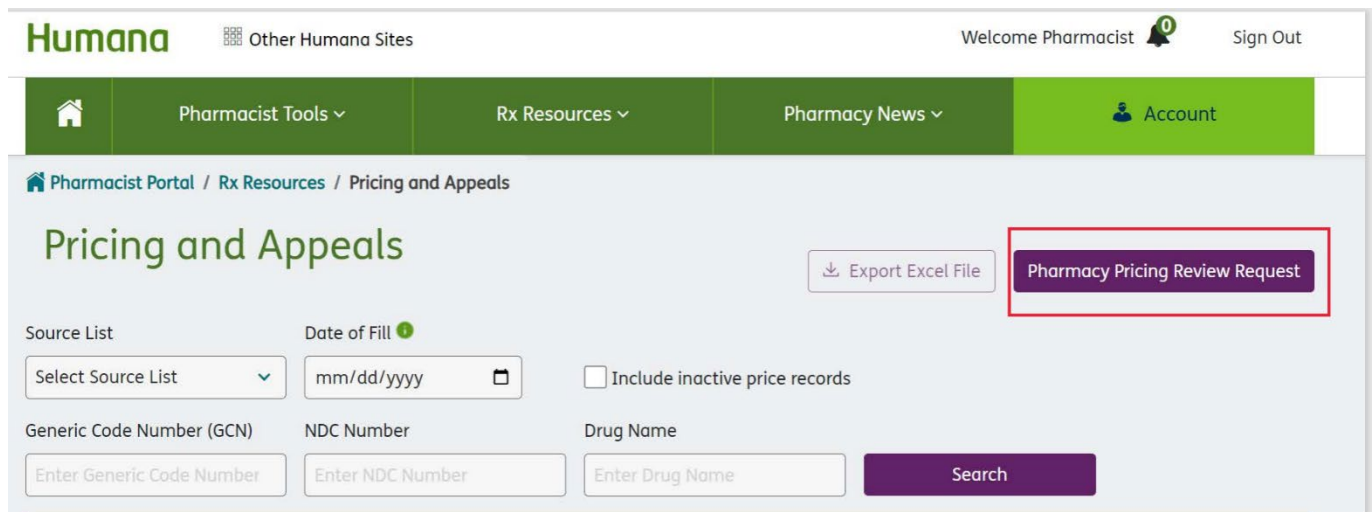 Humana
Other Humana Sites
Welcome Pharmacist 0
Sign Out
Pharmacist Tools
Rx Resources
Pharmacy News
Account
Pharmacist Portal / Rx Resources / Pricing and Appeals
Pricing and Appeals
Export Excel File
Pharmacy Pricing Review Request
Source List
Date of Fill
Select Source List
mm/dd/yyyy
Include inactive price records
Generic Code Number (GCN)
NDC Number
Drug Name
Enter Generic Code Number
Enter NDC Number
Enter Drug Name
Search